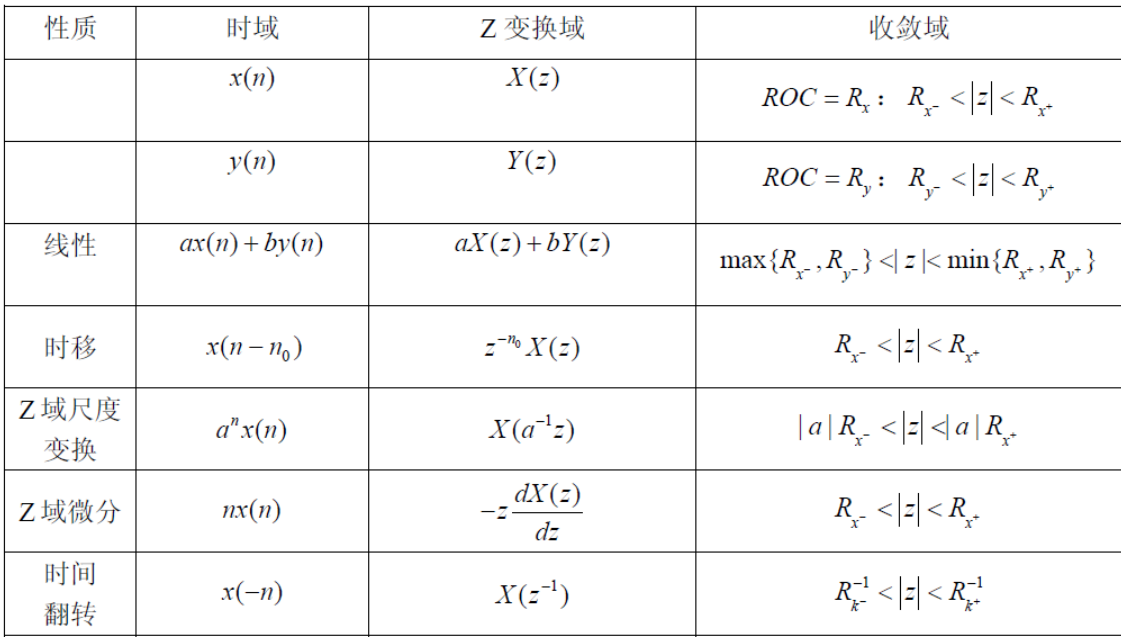 性质 时域 Z 变换域 收敛域
x(n) X(z) ROC = R_x： R_{x^-} < |z| < R_{x^+}
y(n) Y(z) ROC = R_y： R_{y^-} < |z| < R_{y^+}
线性 ax(n) + by(n) aX(z) + bY(z) max{R_{x^-}, R_{y^-}} <| z |< min{R_{x^+}, R_{y^+}}
时移 x(n − n_0) z^{-n_0} X(z) R_{x^-} < |z| < R_{x^+}
Z 域尺度
变换 a^n x(n) X(a^{-1}z) | a | R_{x^-} < |z| <| a | R_{x^+}
Z 域微分 nx(n) −z \frac{dX(z)}{dz} R_{x^-} < |z| < R_{x^+}
时间
翻转 x(−n) X(z^{-1}) R_{k^-}^{-1} < |z| < R_{k^+}^{-1}